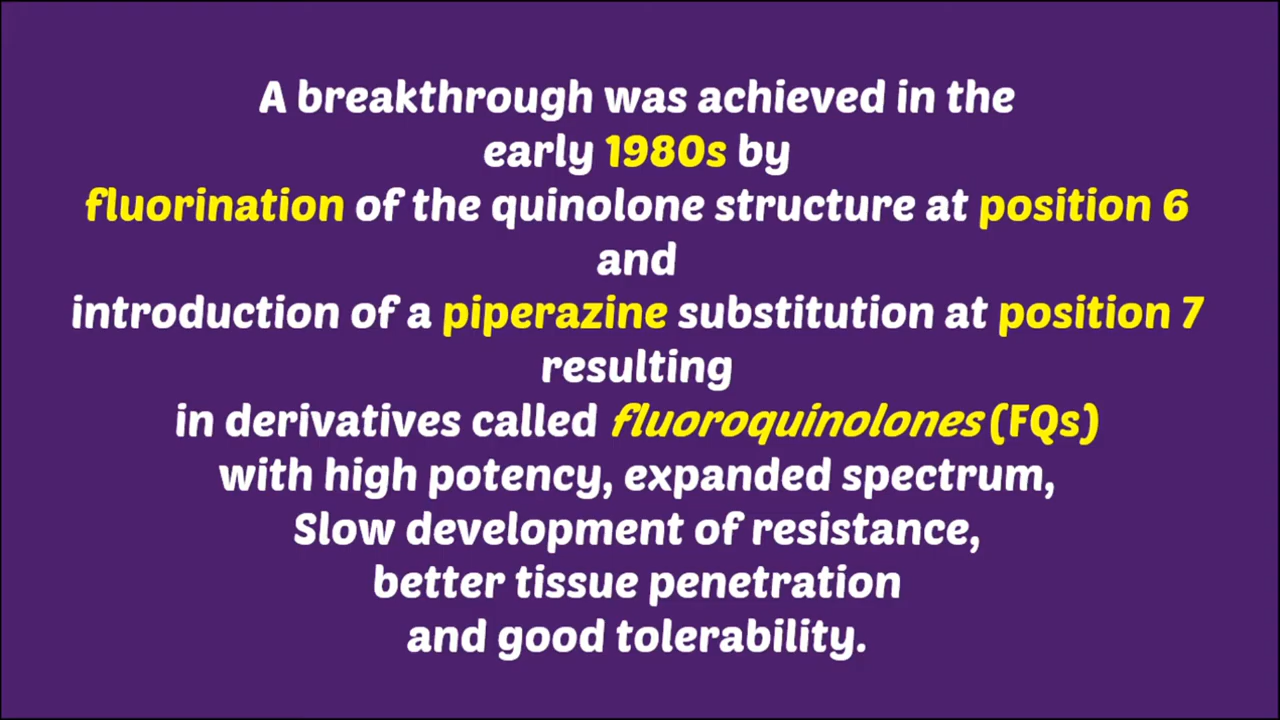 A breakthrough was achieved in the
early 1980s by
fluorination of the quinolone structure at position 6
and
introduction of a piperazine substitution at position 7
resulting
in derivatives called fluoroquinolones (FQs)
with high potency, expanded spectrum,
Slow development of resistance,
better tissue penetration
and good tolerability.